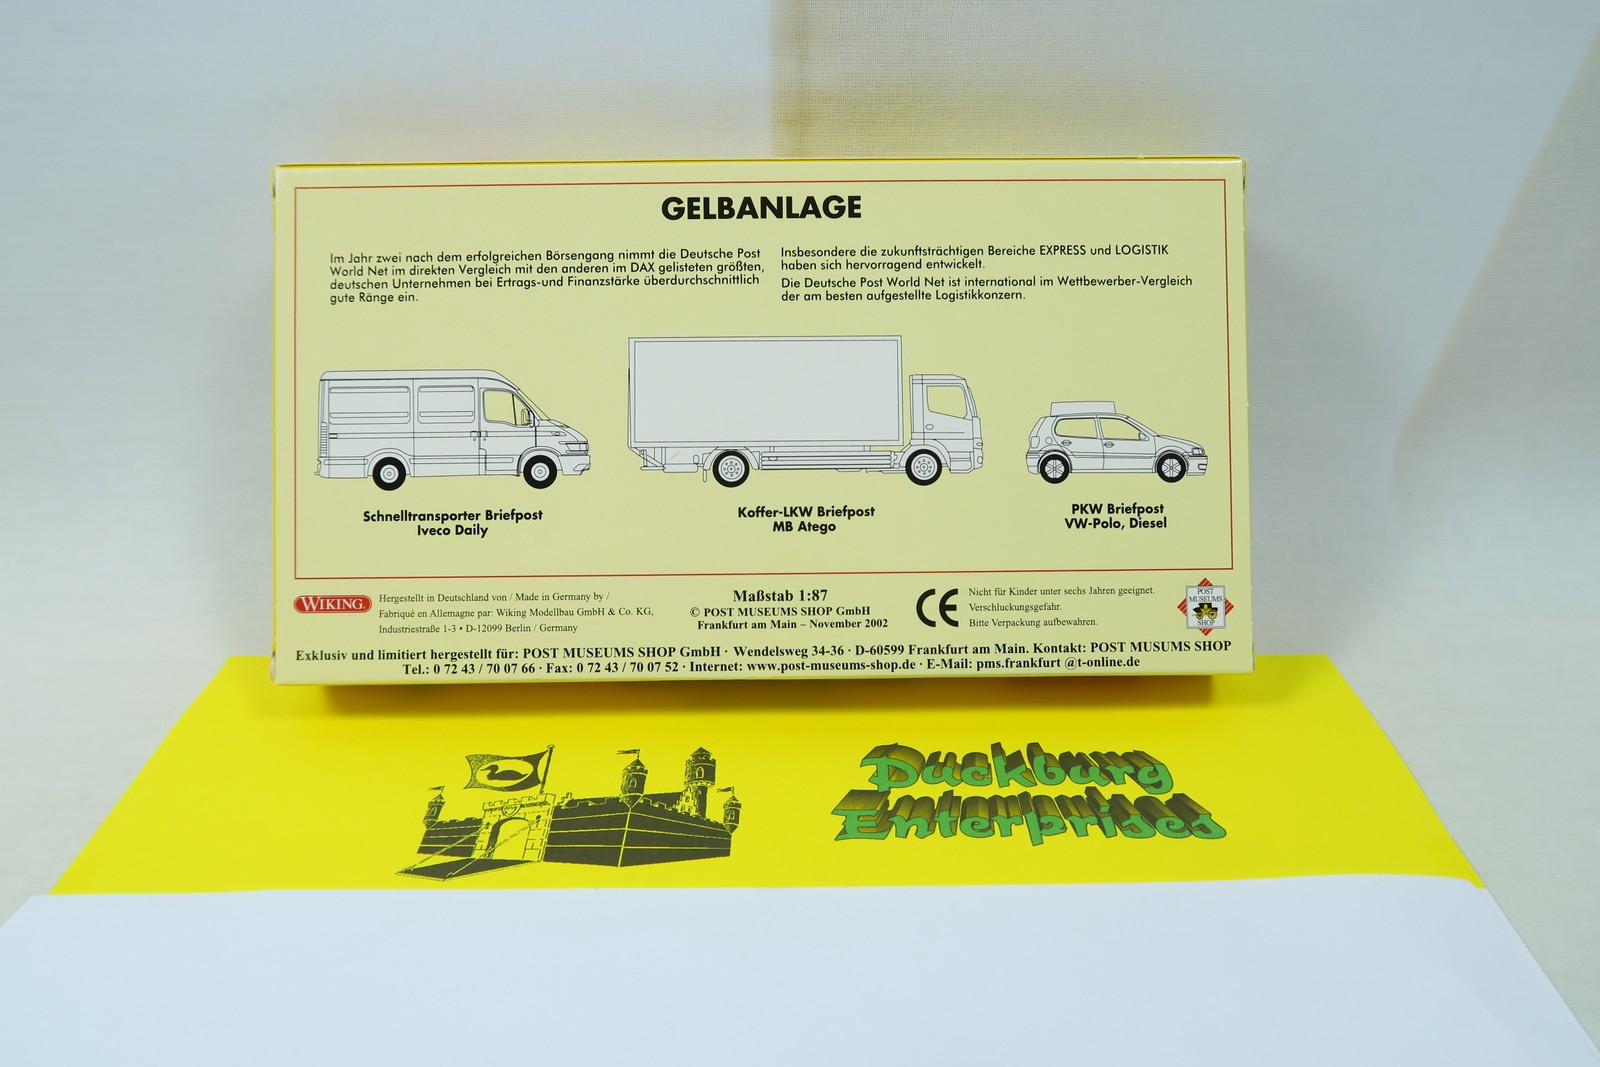 GELBANLAGE
Im Jahr zwei nach dem erfolgreichen Börsengang nimmt die Deutsche Post
World Net im direkten Vergleich mit den anderen im DAX gelisteten größten,
deutschen Unternehmen bei Ertrags-und Finanzstärke überdurchschnittlich
gute Ränge ein.
Insbesondere die zukunftsträchtigen Bereiche EXPRESS und LOGISTIK
haben sich hervorragend entwickelt.
Die Deutsche Post World Net ist international im Wettbewerber-Vergleich
der am besten aufgestellte Logistikkonzern.
Schnelltransporter Briefpost
Iveco Daily
Koffer-LKW Briefpost
MB Atego
PKW Briefpost
VW-Polo, Diesel
WIKING.
Hergestellt in Deutschland von / Made in Germany by /
Fabriqué en Allemagne par: Wiking Modellbau GmbH & Co. KG,
Industriestraße 1-3 • D-12099 Berlin / Germany
Maßstab 1:87
© POST MUSEUMS SHOP GmbH
Frankfurt am Main – November 2002
CE
Nicht für Kinder unter sechs Jahren geeignet.
Verschluckungsgefahr.
Bitte Verpackung aufbewahren.
POST
MUSEUMS
SHOP
Exklusiv und limitiert hergestellt für: POST MUSEUMS SHOP GmbH · Wendelsweg 34-36 · D-60599 Frankfurt am Main. Kontakt: POST MUSUMS SHOP
Tel.: 0 72 43 / 70 07 66 · Fax: 0 72 43 / 70 07 52 · Internet: www.post-museums-shop.de · E-Mail: pms.frankfurt @t-online.de
Duckburg
Enterprises